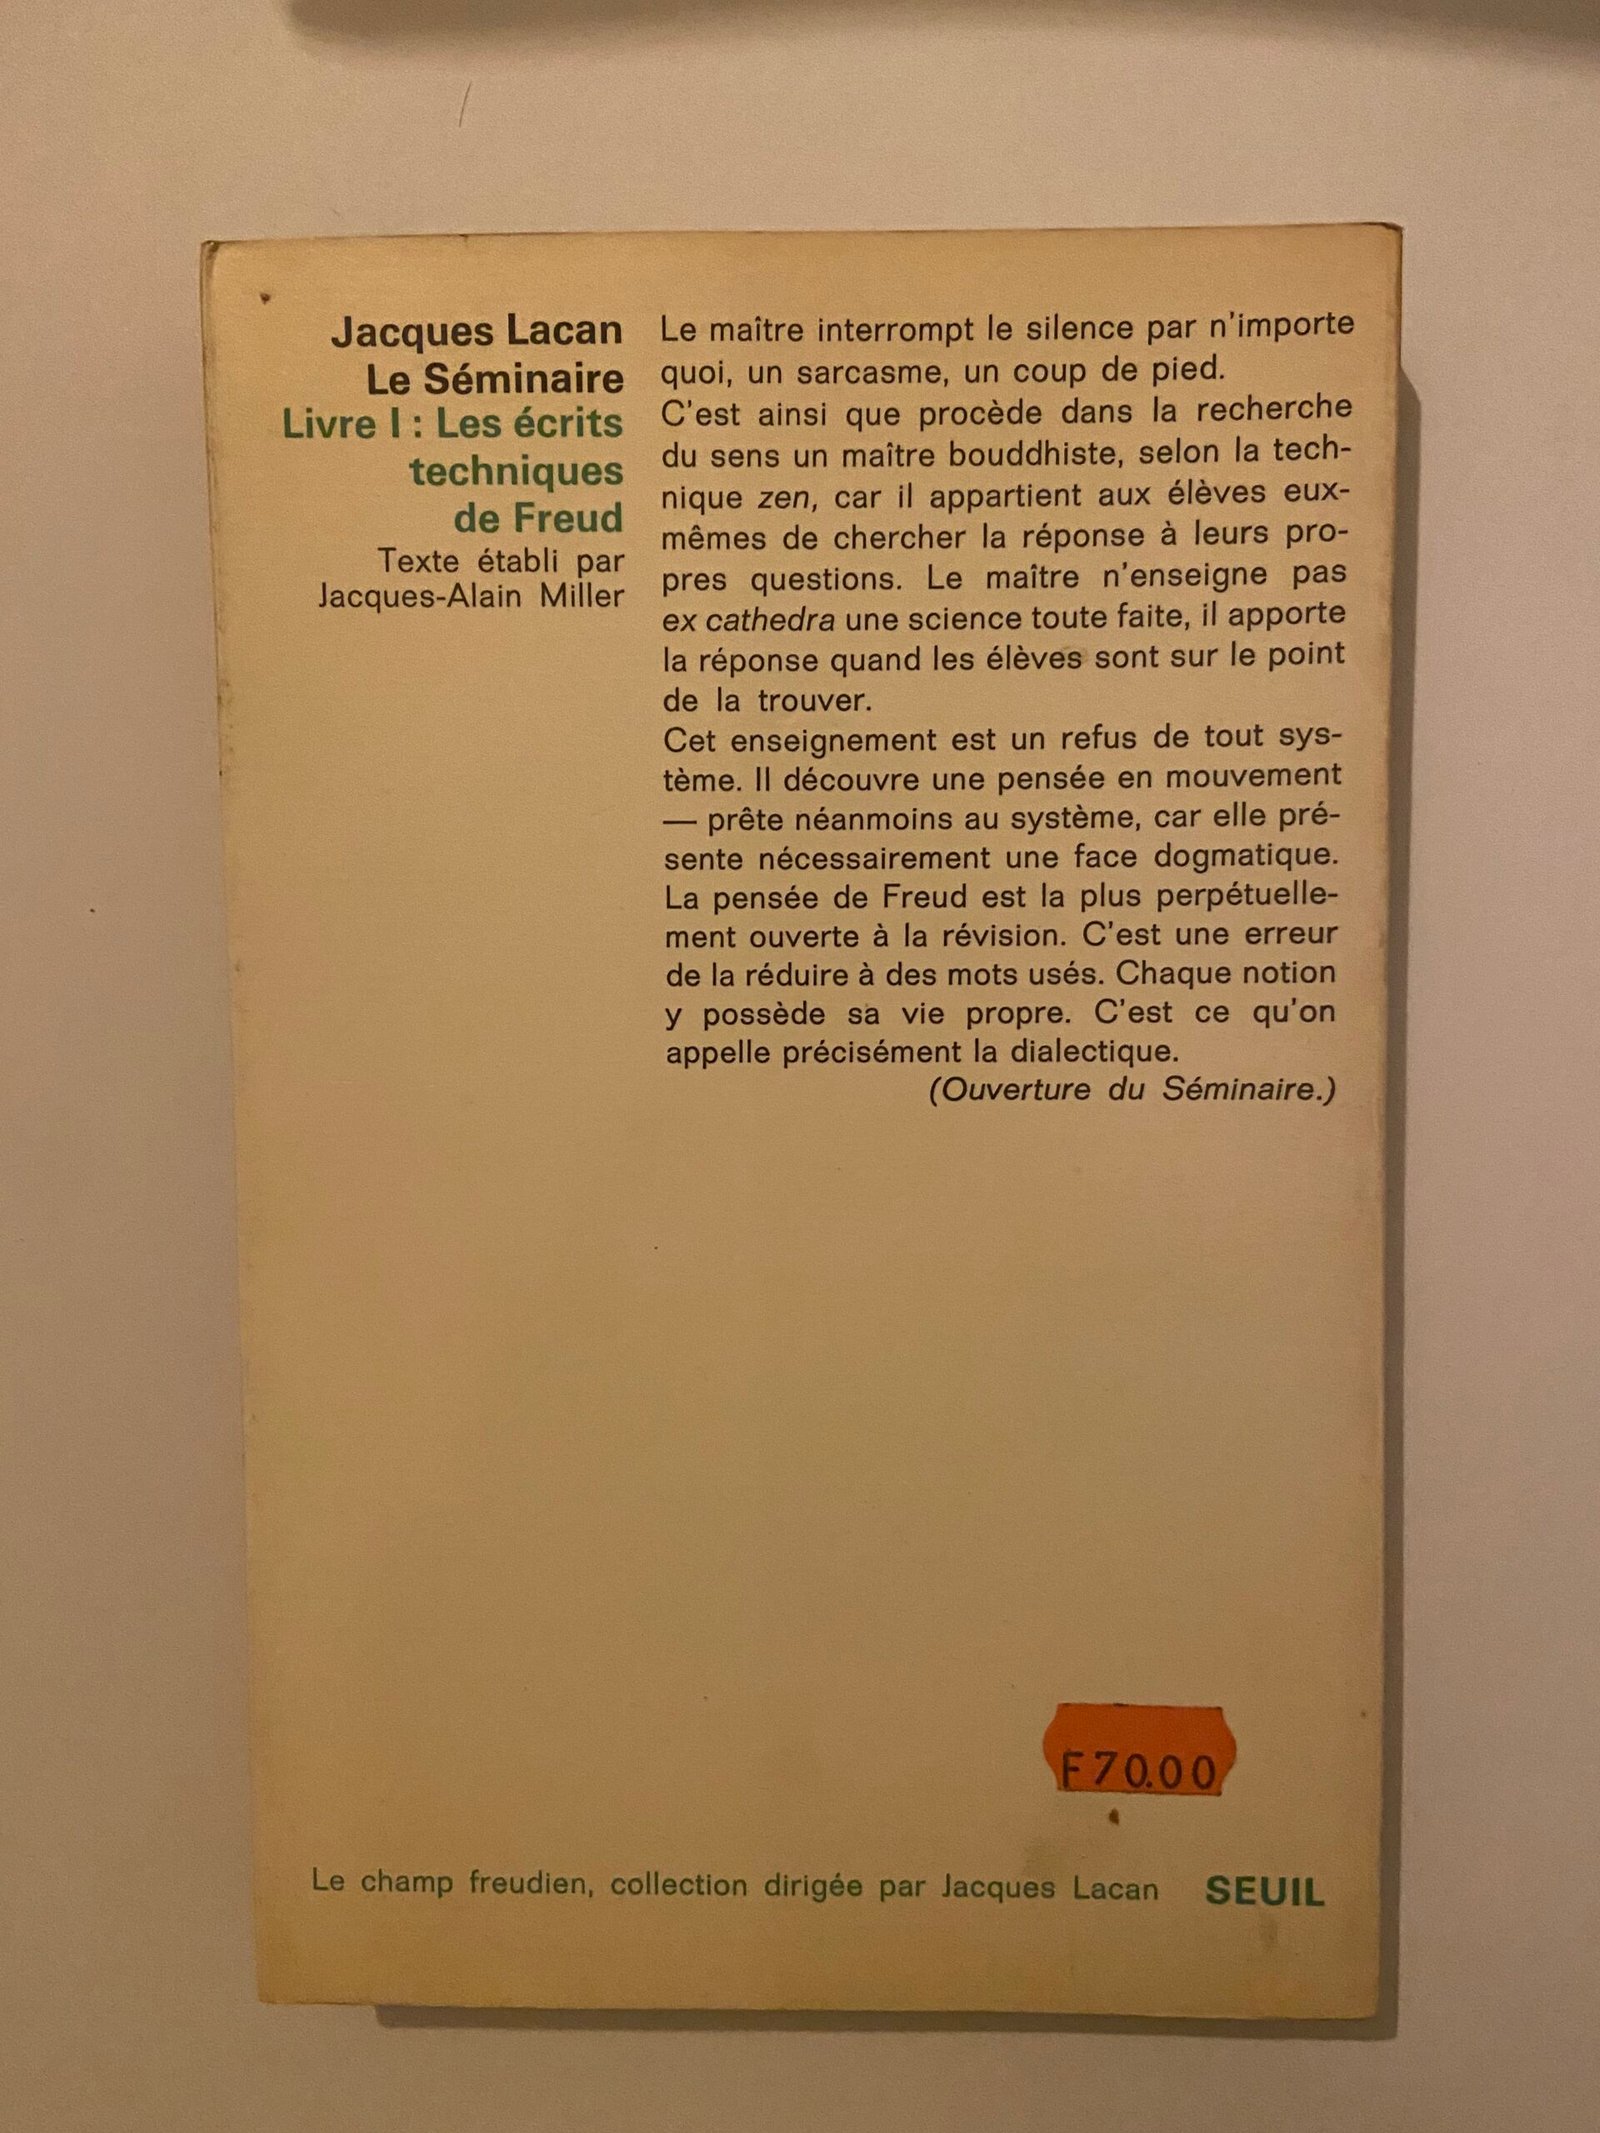 Jacques Lacan
Le Séminaire
Livre I : Les écrits
techniques
de Freud
Texte établi par
Jacques-Alain Miller
Le maître interrompt le silence par n'importe
quoi, un sarcasme, un coup de pied.
C'est ainsi que procède dans la recherche
du sens un maître bouddhiste, selon la tech-
nique zen, car il appartient aux élèves eux-
mêmes de chercher la réponse à leurs pro-
pres questions. Le maître n'enseigne pas
ex cathedra une science toute faite, il apporte
la réponse quand les élèves sont sur le point
de la trouver.
Cet enseignement est un refus de tout sys-
tème. Il découvre une pensée en mouvement
— prête néanmoins au système, car elle pré-
sente nécessairement une face dogmatique.
La pensée de Freud est la plus perpétuelle-
ment ouverte à la révision. C'est une erreur
de la réduire à des mots usés. Chaque notion
y possède sa vie propre. C'est ce qu'on
appelle précisément la dialectique.
(Ouverture du Séminaire.)
F70.00
Le champ freudien, collection dirigée par Jacques Lacan SEUIL